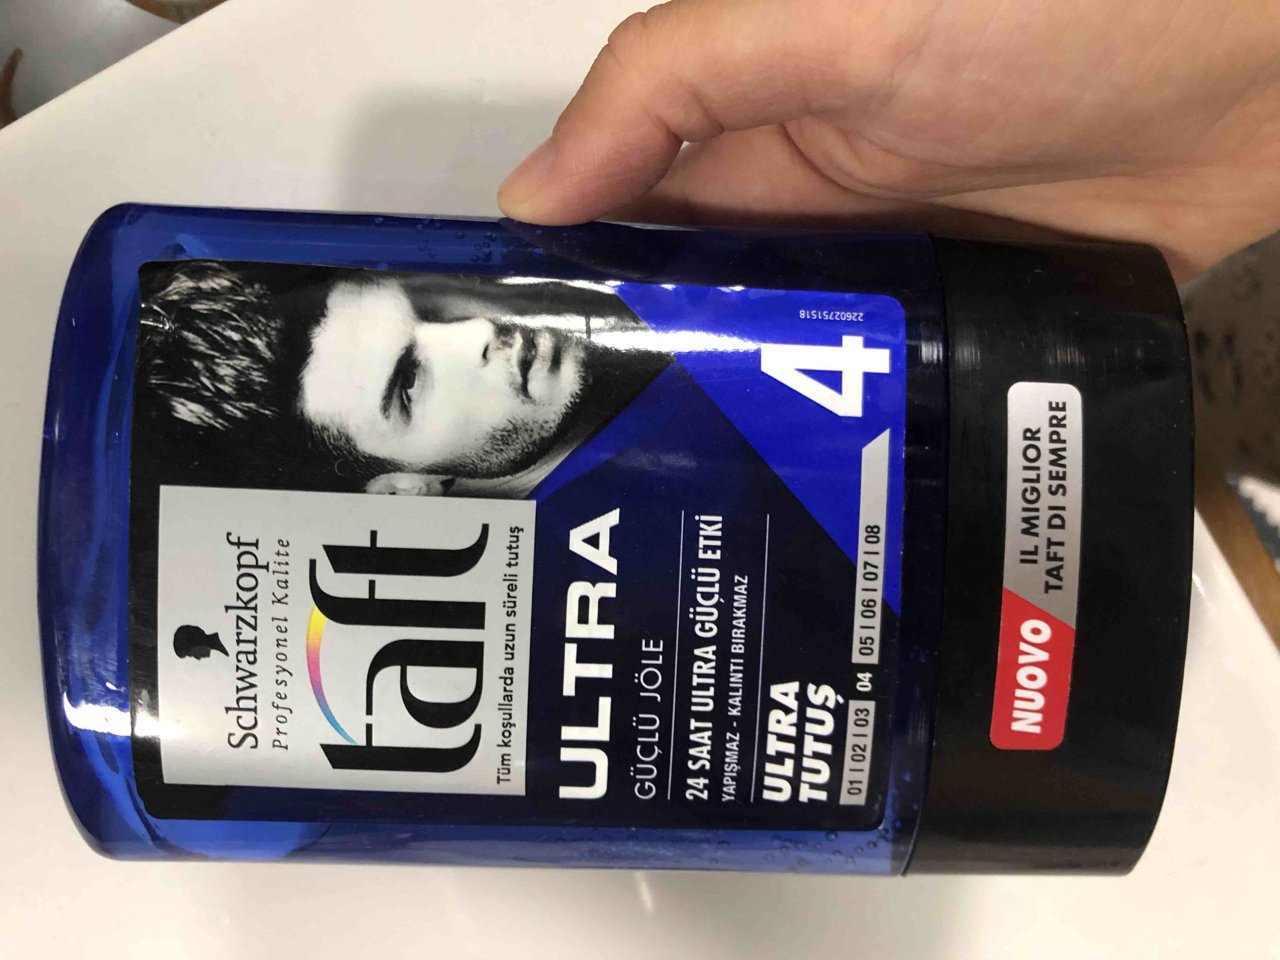 Schwarzkopf
Profesyonel Kalite
taft
Tüm koşullarda uzun süreli tutuş
ULTRA
GÜÇLÜ JÖLE
24 SAAT ULTRA GÜÇLÜ ETKİ
YAPIŞMAZ - KALINTI BIRAKMAZ
ULTRA
TUTUŞ
4
01 | 02 | 03 04 05 | 06 | 07 | 08
22602751518
NUOVO
IL MIGLIOR
TAFT DI SEMPRE